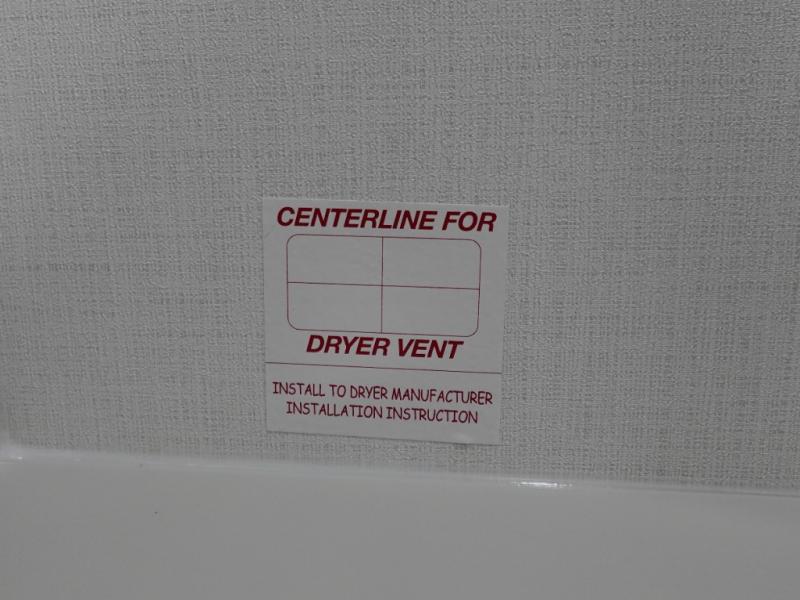 CENTERLINE FOR
DRYER VENT
INSTALL TO DRYER MANUFACTURER
INSTALLATION INSTRUCTION